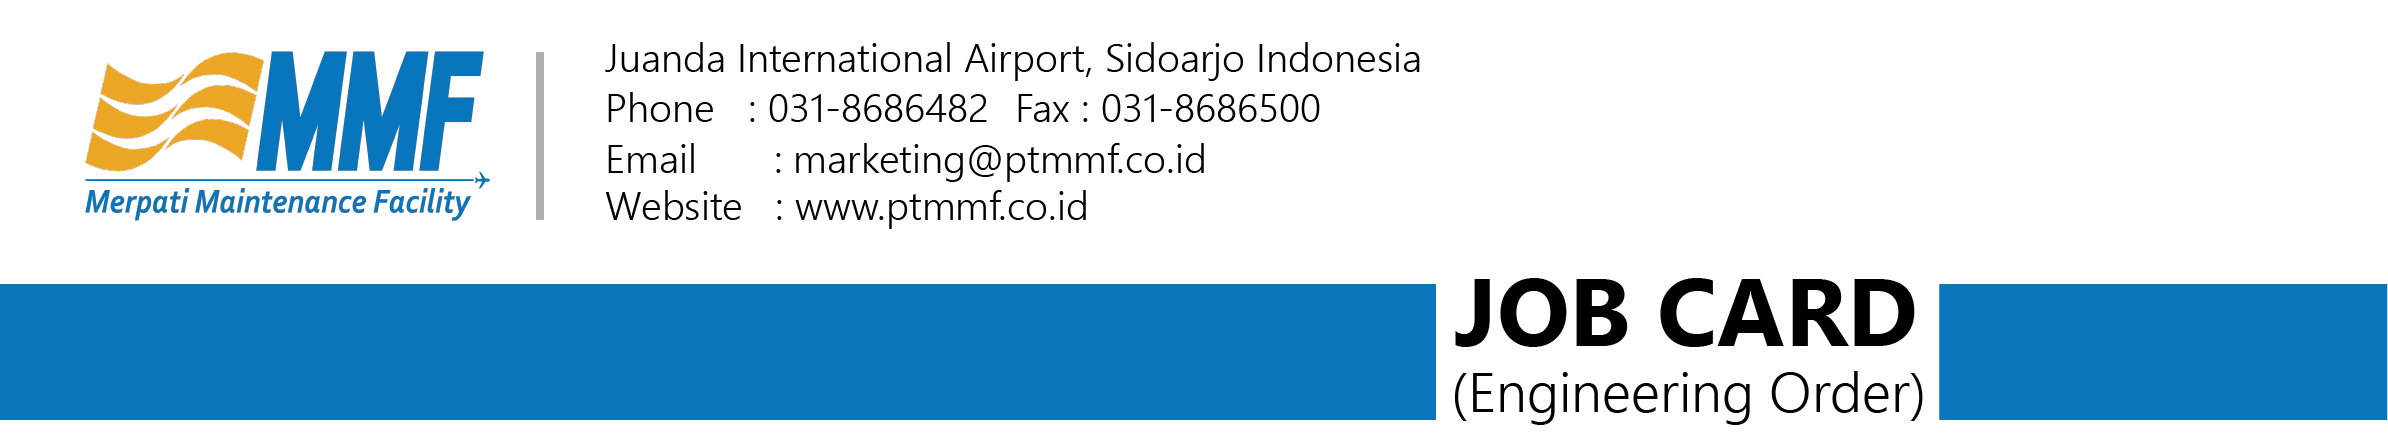 MMF
Merpati Maintenance Facility
Juanda International Airport, Sidoarjo Indonesia
Phone : 031-8686482 Fax : 031-8686500
Email : marketing@ptmmf.co.id
Website : www.ptmmf.co.id
JOB CARD
(Engineering Order)